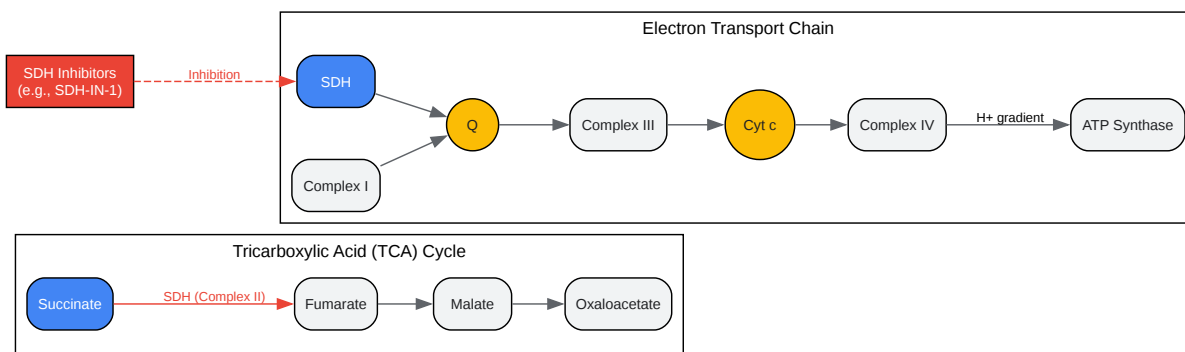 Electron Transport Chain
SDH Inhibitors
(e.g., SDH-IN-1)
Inhibition
SDH
Q
Complex III
Cyt c
Complex IV
H+ gradient
ATP Synthase
Complex I
Tricarboxylic Acid (TCA) Cycle
Succinate
SDH (Complex II)
Fumarate
Malate
Oxaloacetate